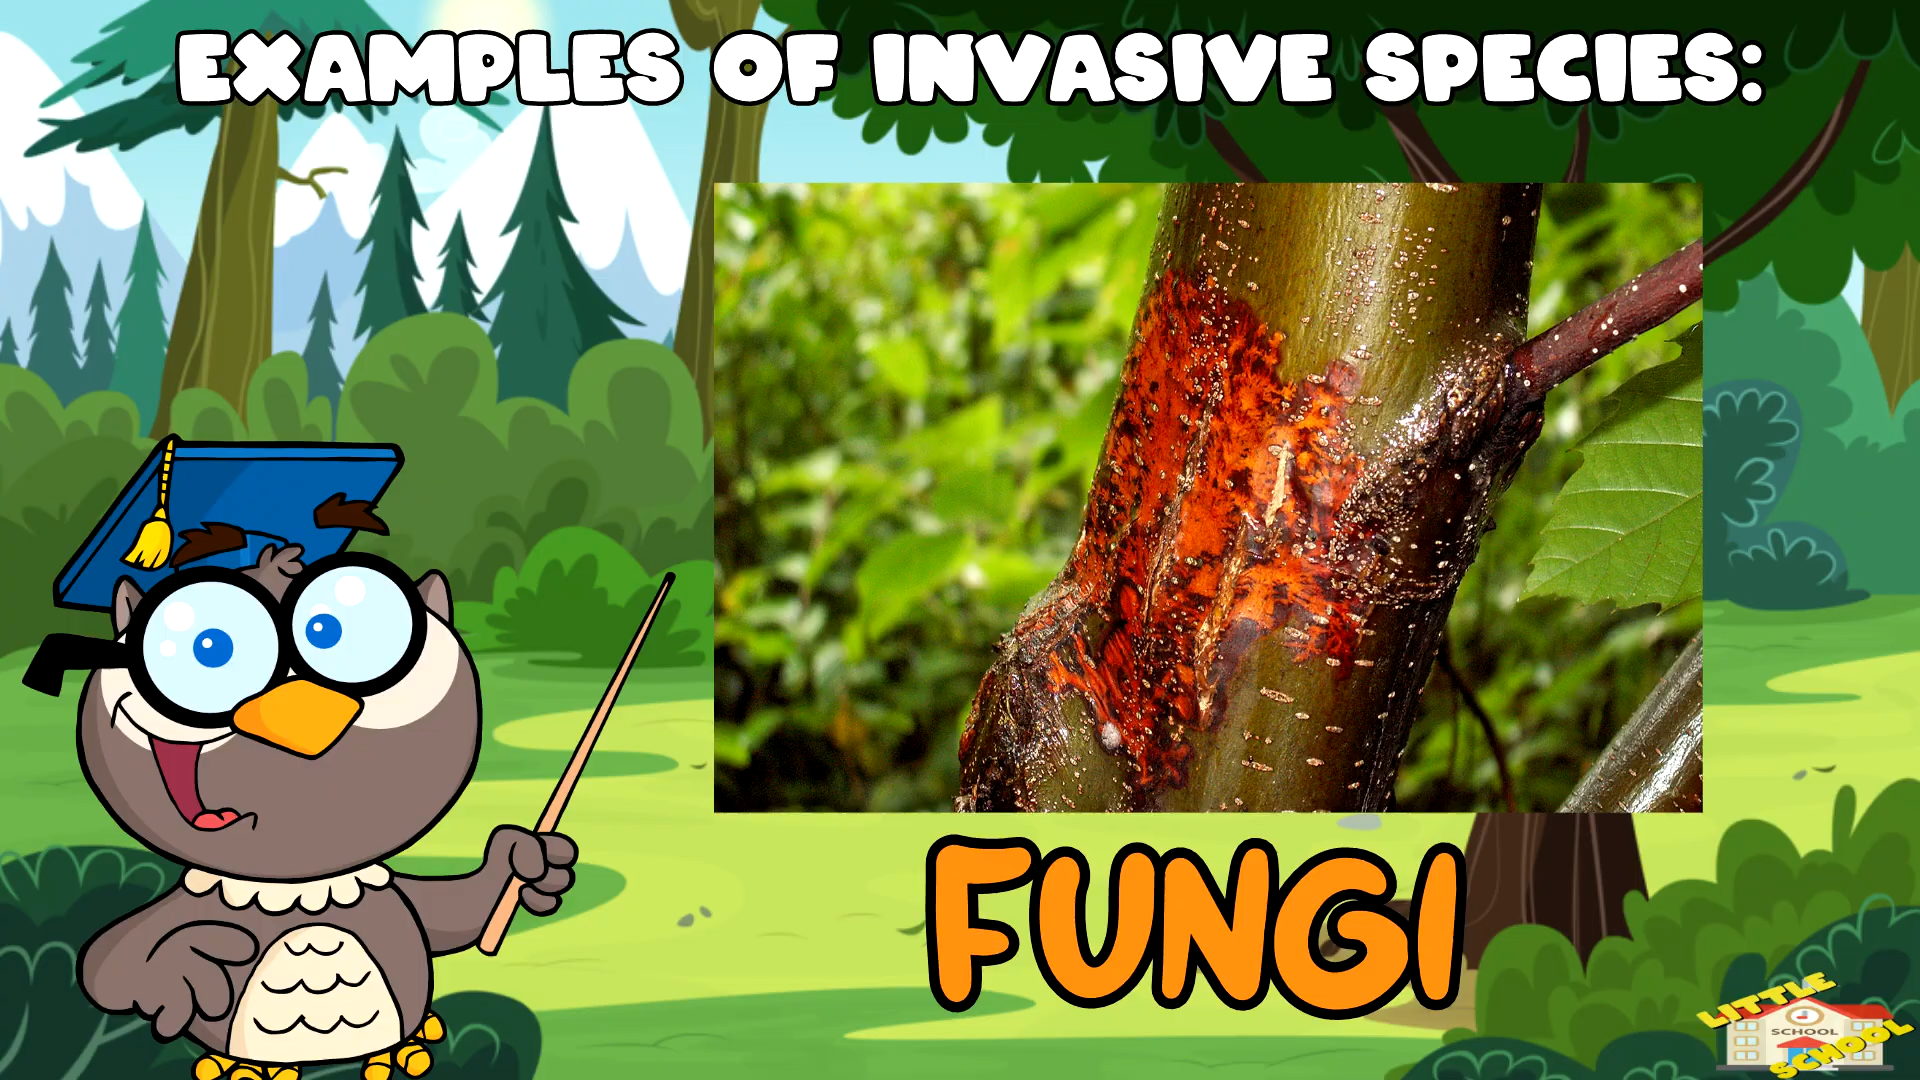 EXAMPLES OF INVASIVE SPECIES:
FUNGI
LITTLE
SCHOOL
SCHOOL